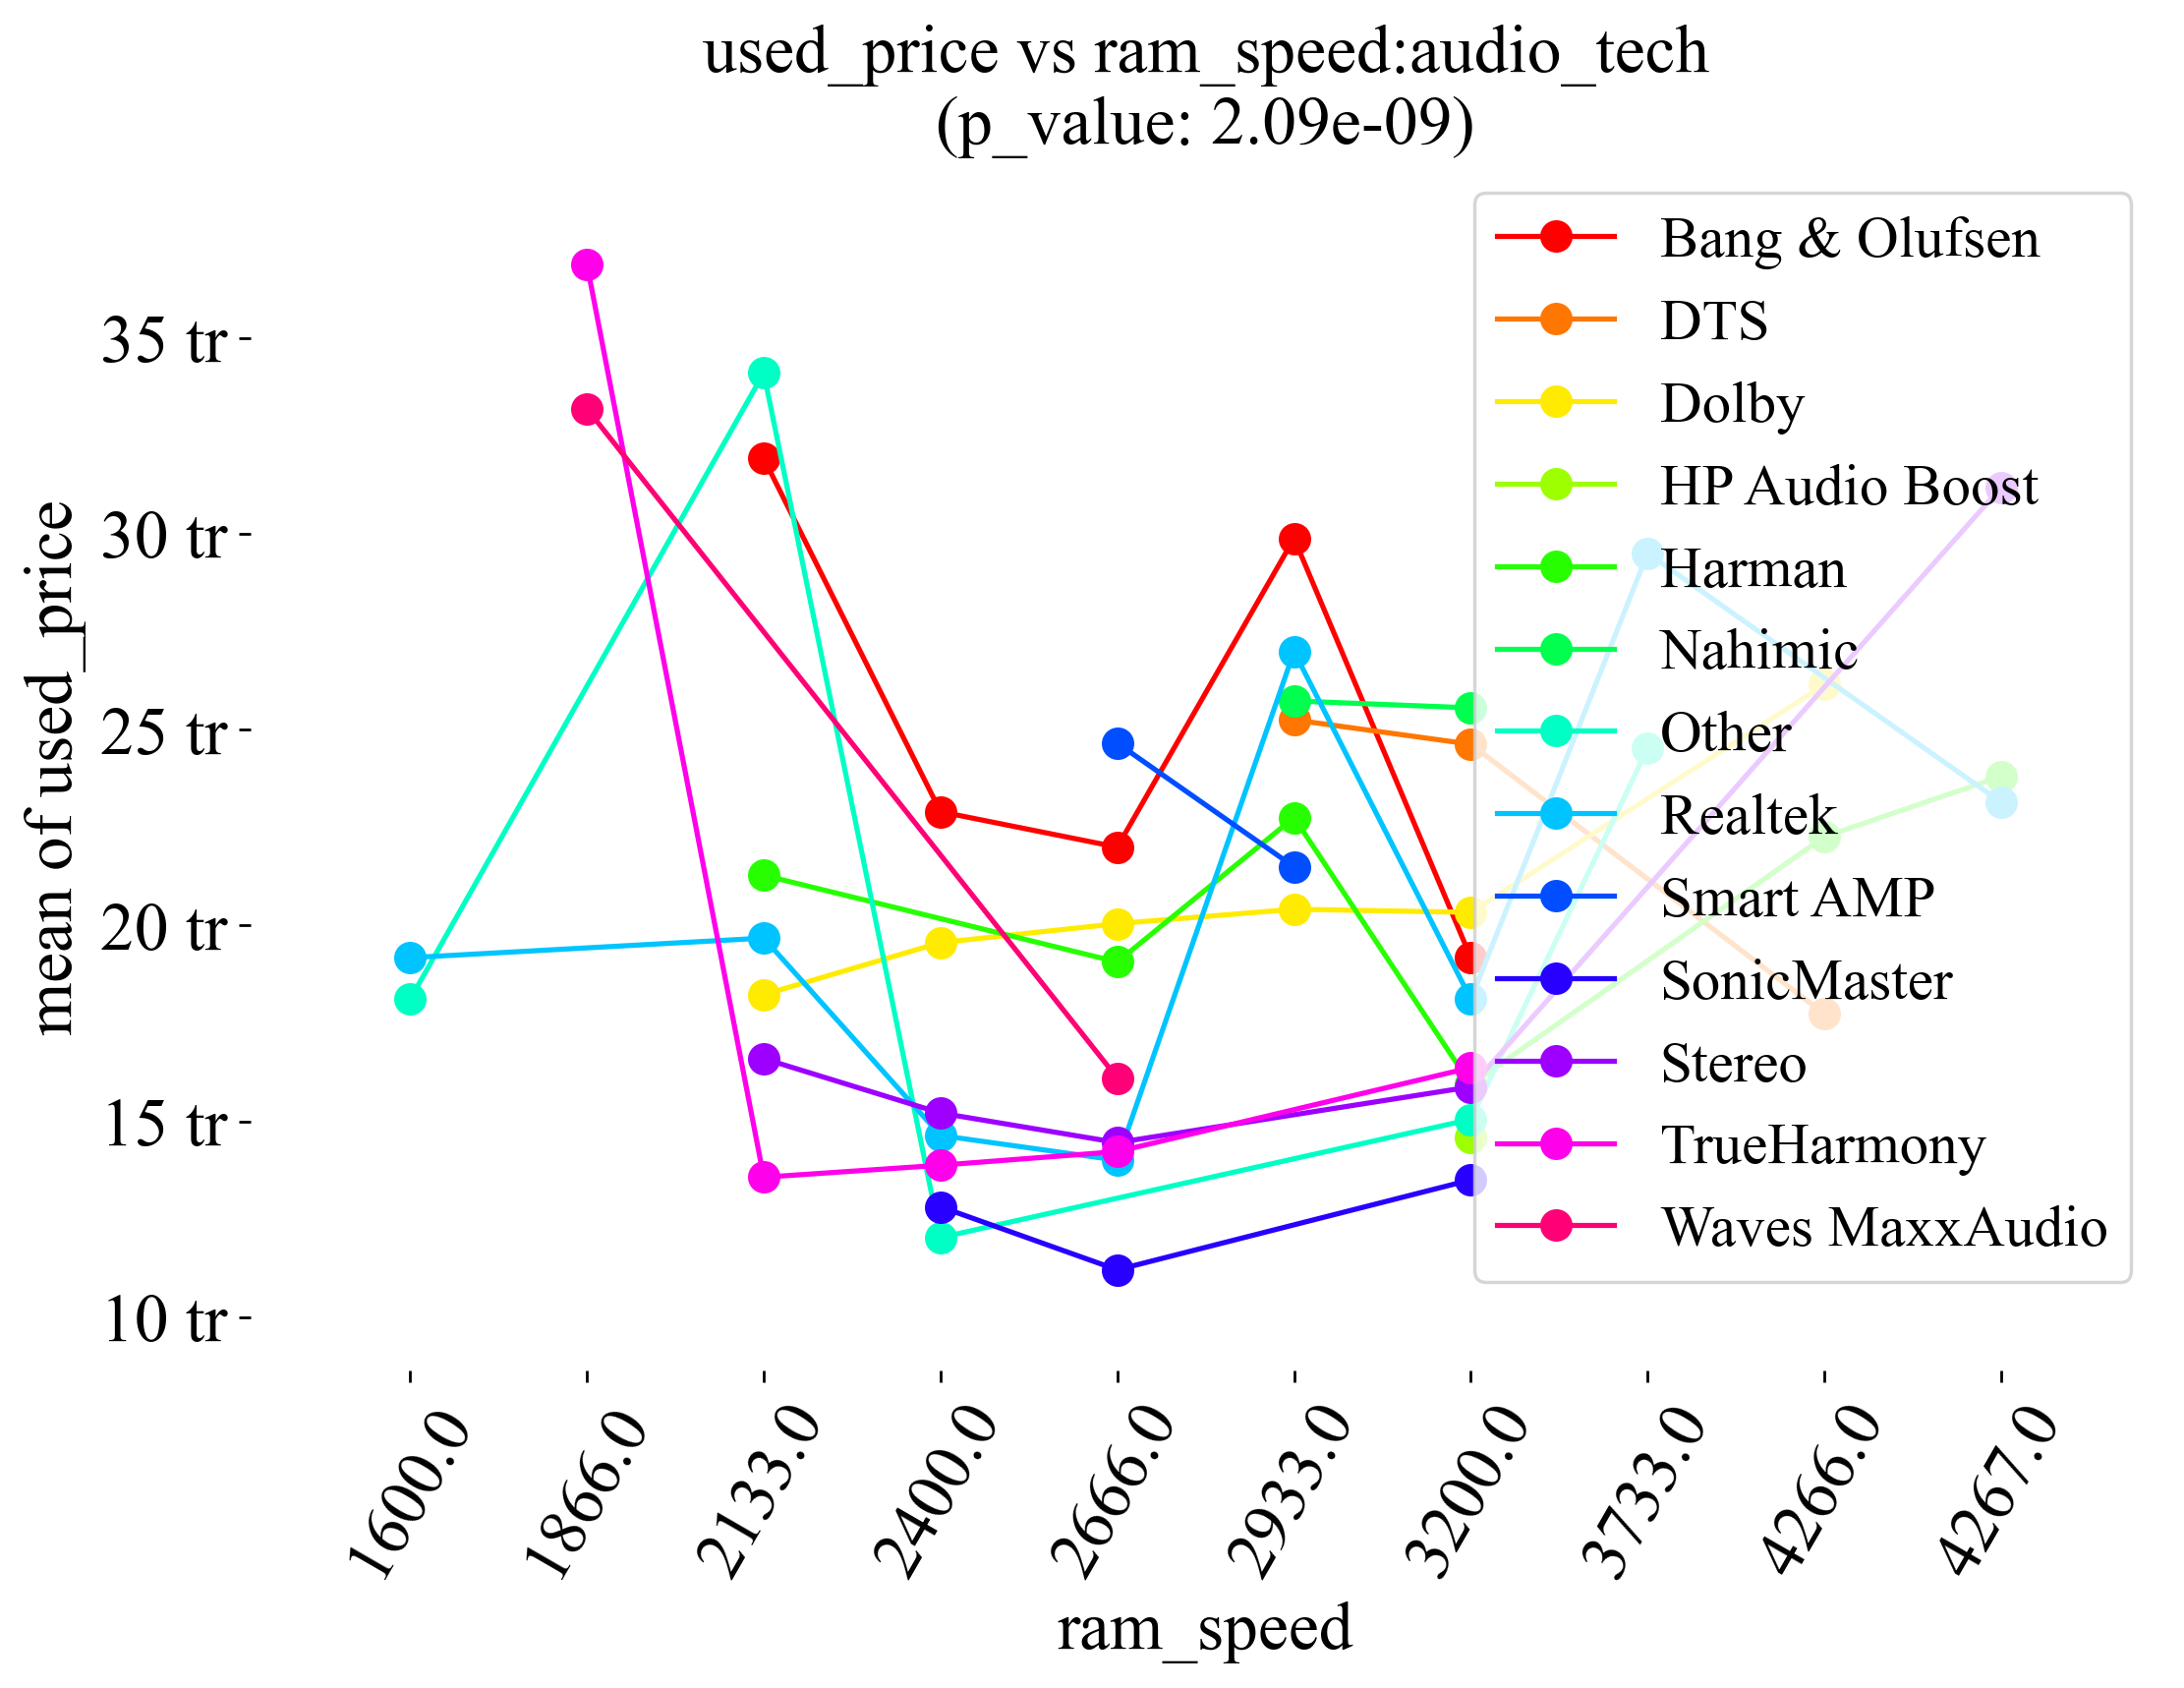 used_price vs ram_speed:audio_tech
(p_value: 2.09e-09)
mean of used_price
35 tr
30 tr
25 tr
20 tr
15 tr
10 tr
Bang & Olufsen
DTS
Dolby
HP Audio Boost
Harman
Nahimic
Other
Realtek
Smart AMP
SonicMaster
Stereo
TrueHarmony
Waves MaxxAudio
1600.0
1866.0
2133.0
2400.0
2666.0
2933.0
3200.0
3733.0
4266.0
4267.0
ram_speed